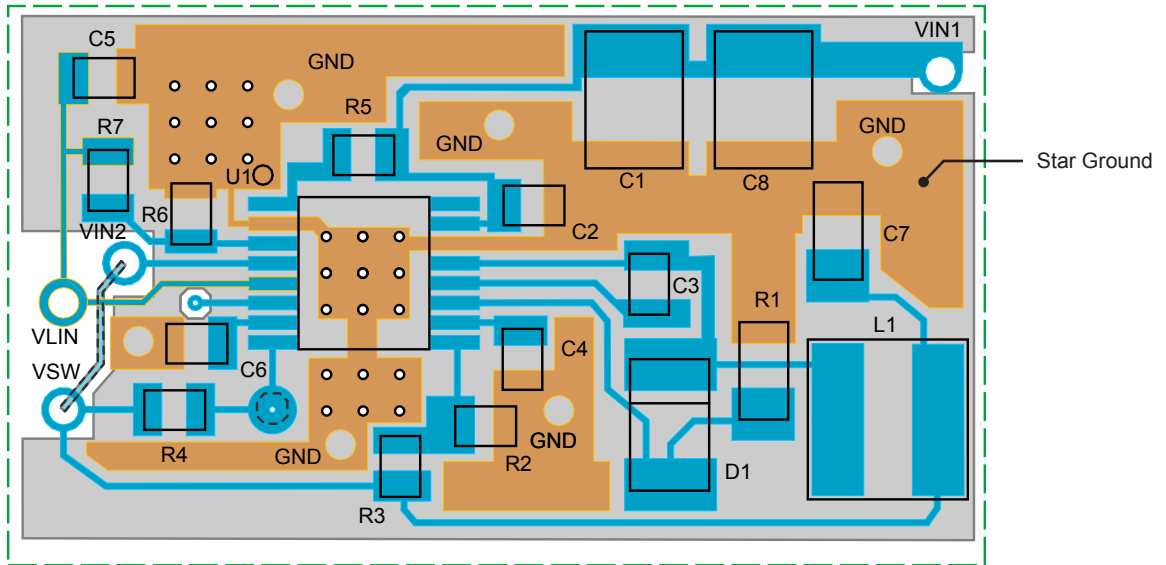 C5
VIN1
GND
R5
GND
GND
R7
Star Ground
U1
C1
C8
R6
VIN2
C2
C7
C3
R1
L1
VLIN
C4
VSW
C6
GND
R4
GND
R2
D1
R3